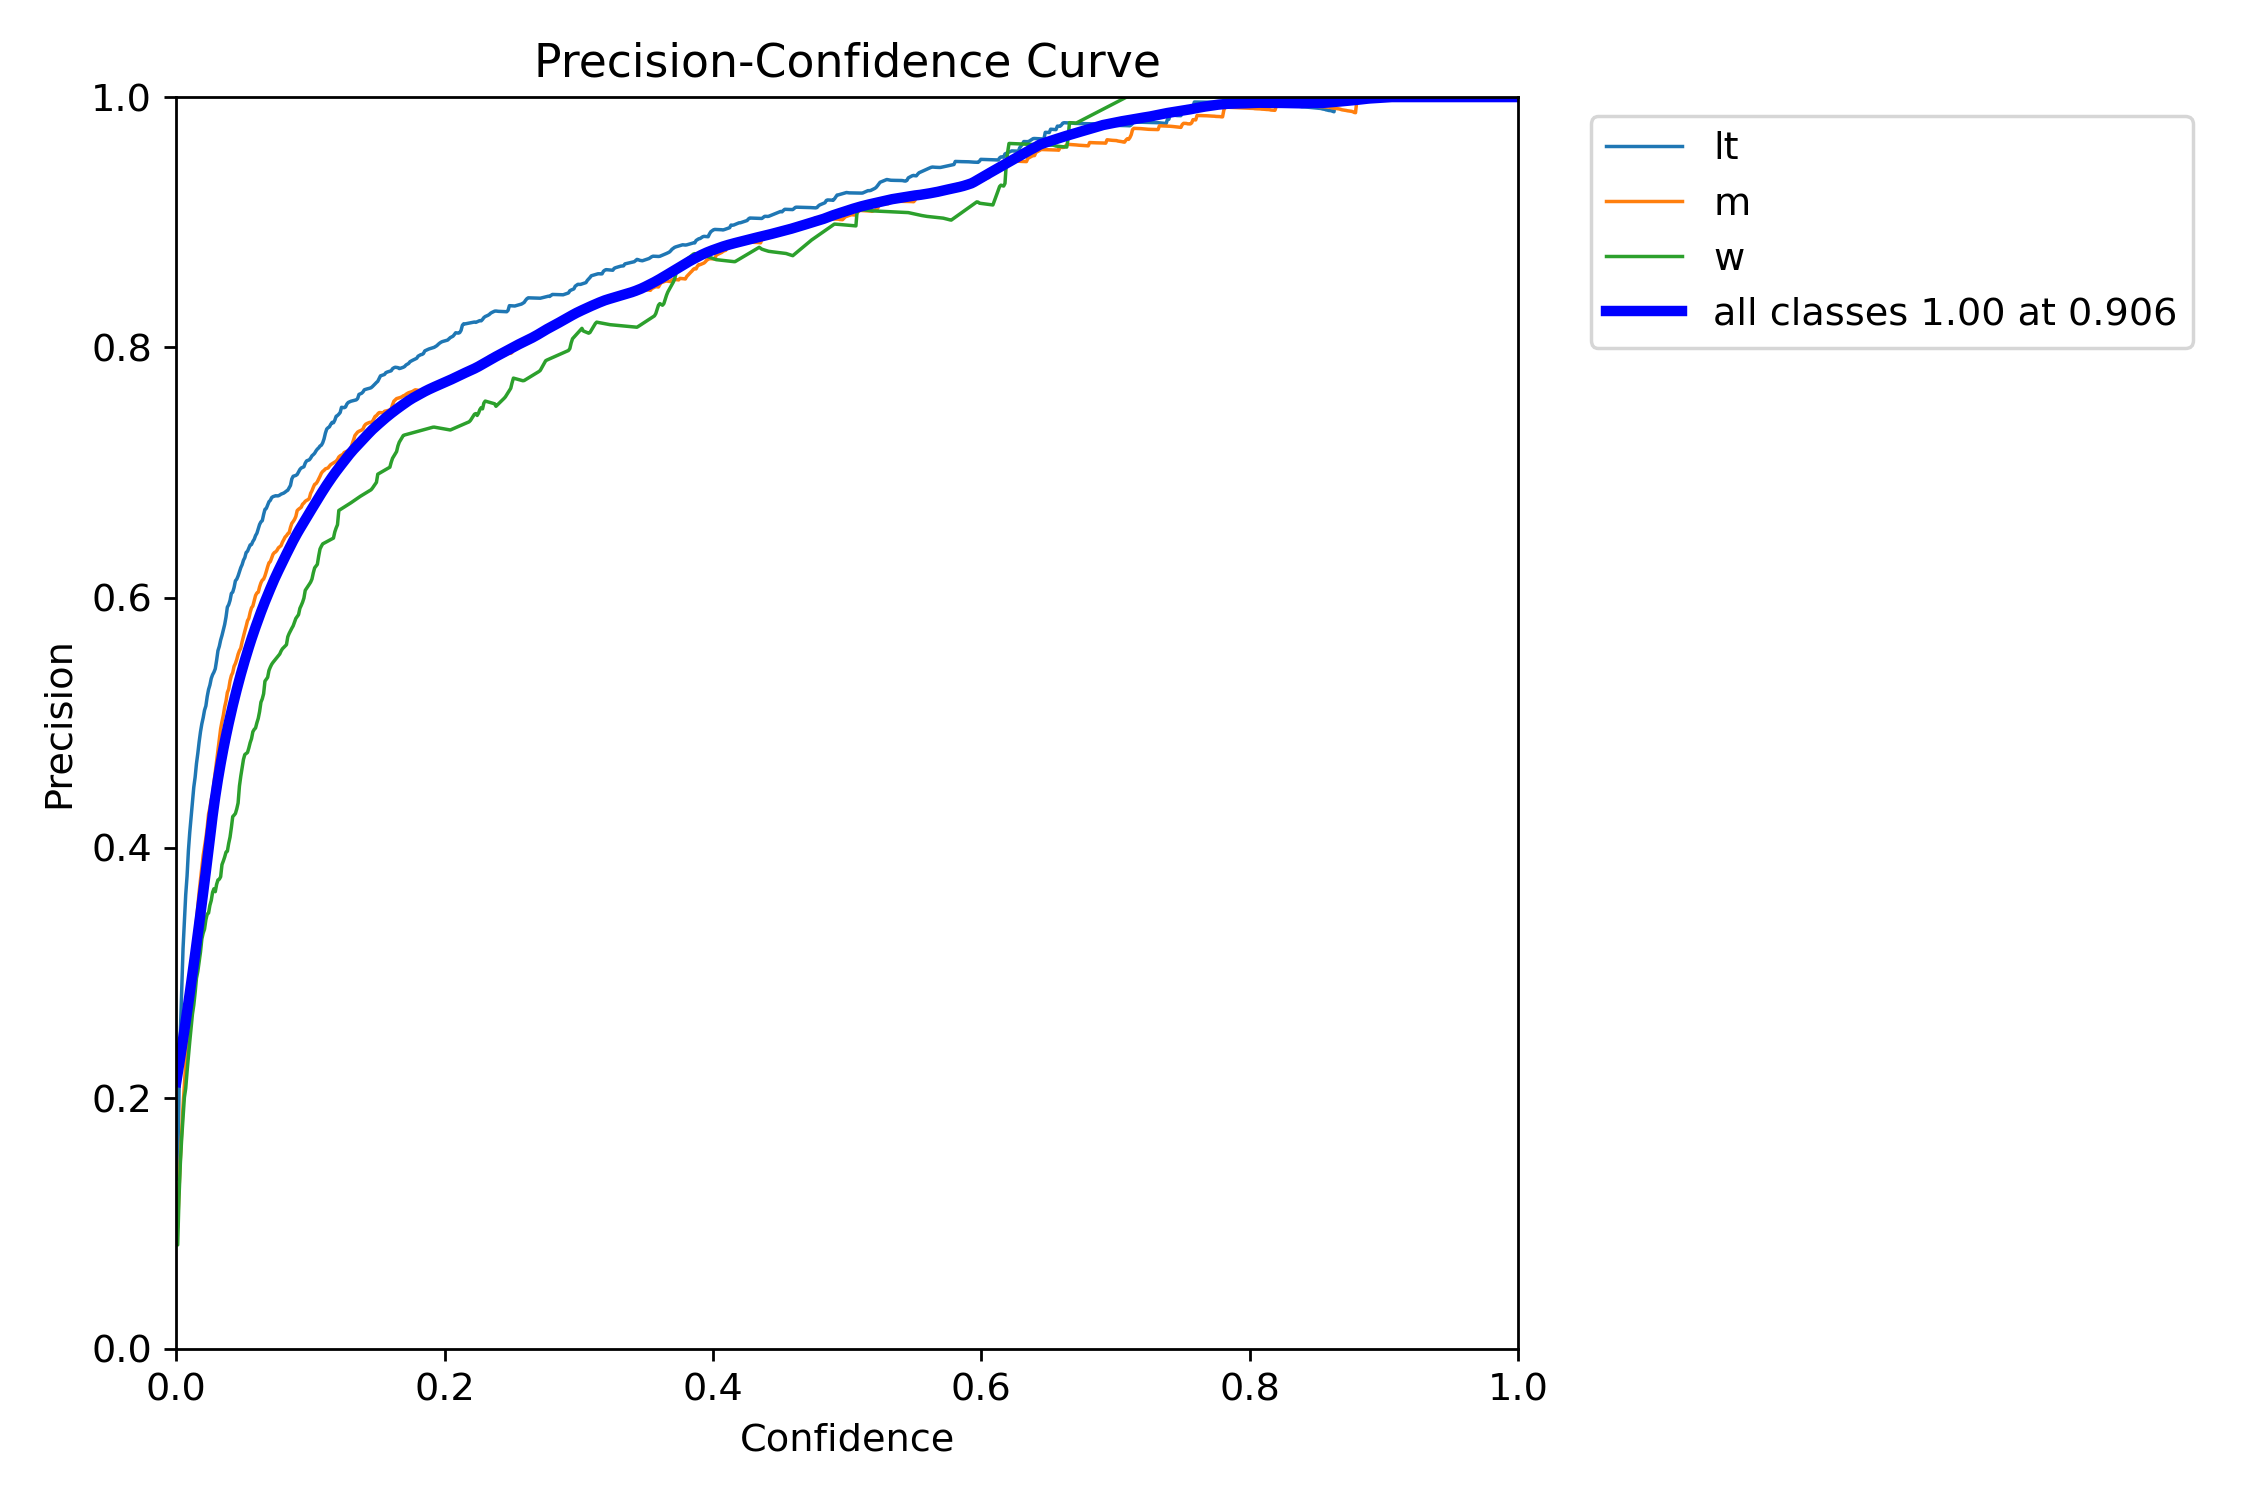 Precision-Confidence Curve
1.0
0.8
0.6
0.4
0.2
0.0
Precision
0.0 0.2 0.4 0.6 0.8 1.0
Confidence
lt
m
w
all classes 1.00 at 0.906